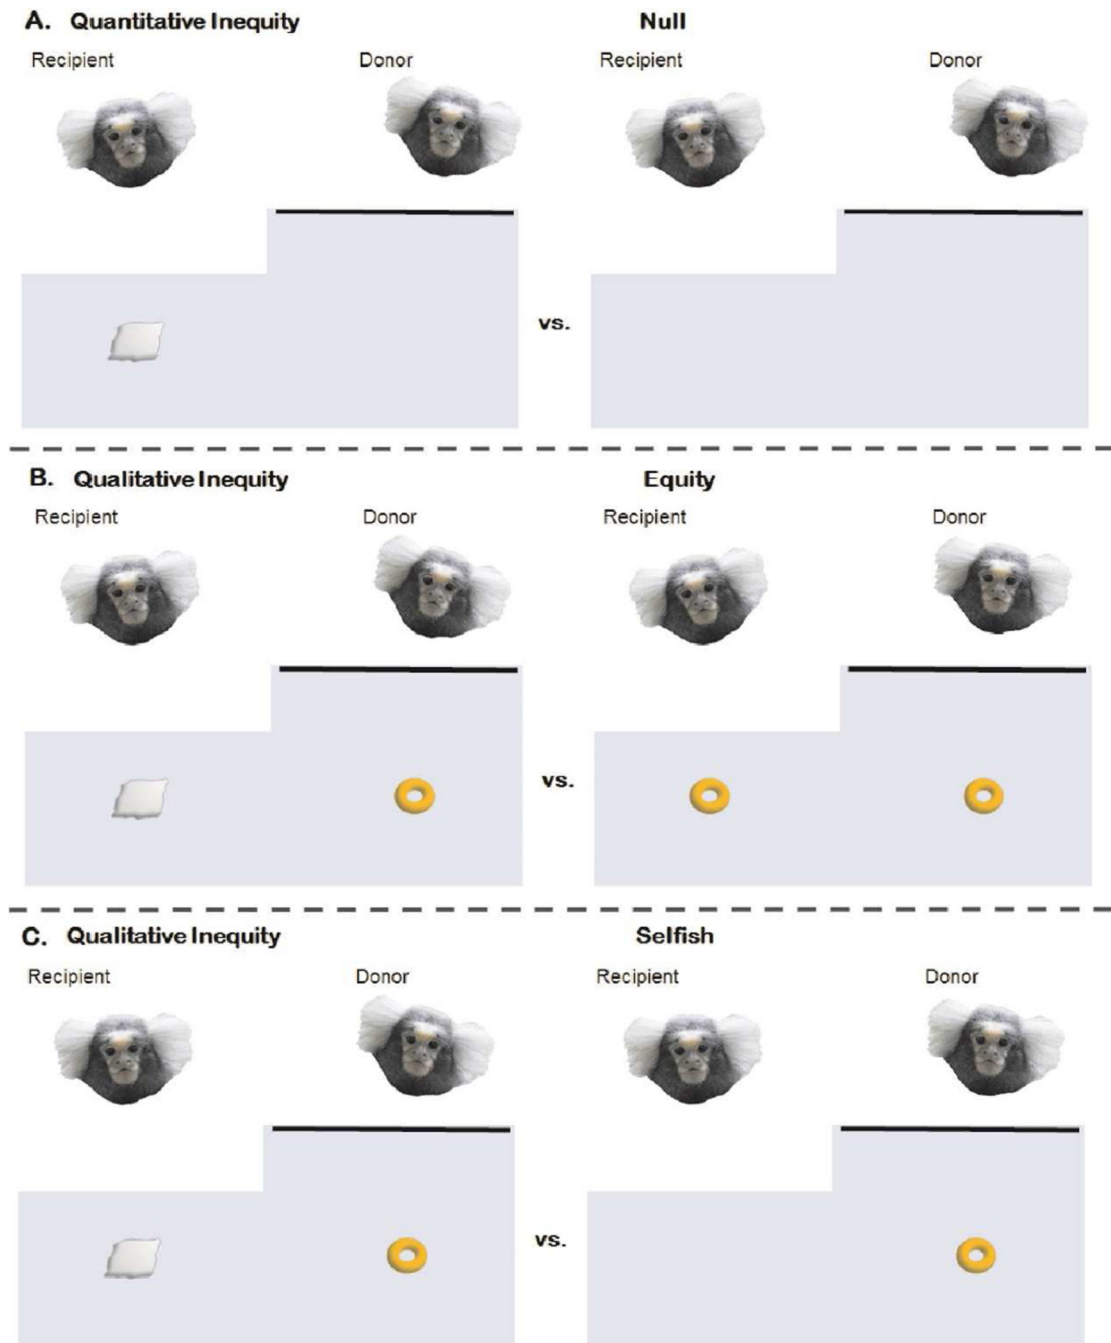 A. Quantitative Inequity Null
Recipient Donor Recipient Donor
vs.
B. Qualitative Inequity Equity
Recipient Donor Recipient Donor
vs.
C. Qualitative Inequity Selfish
Recipient Donor Recipient Donor
vs.